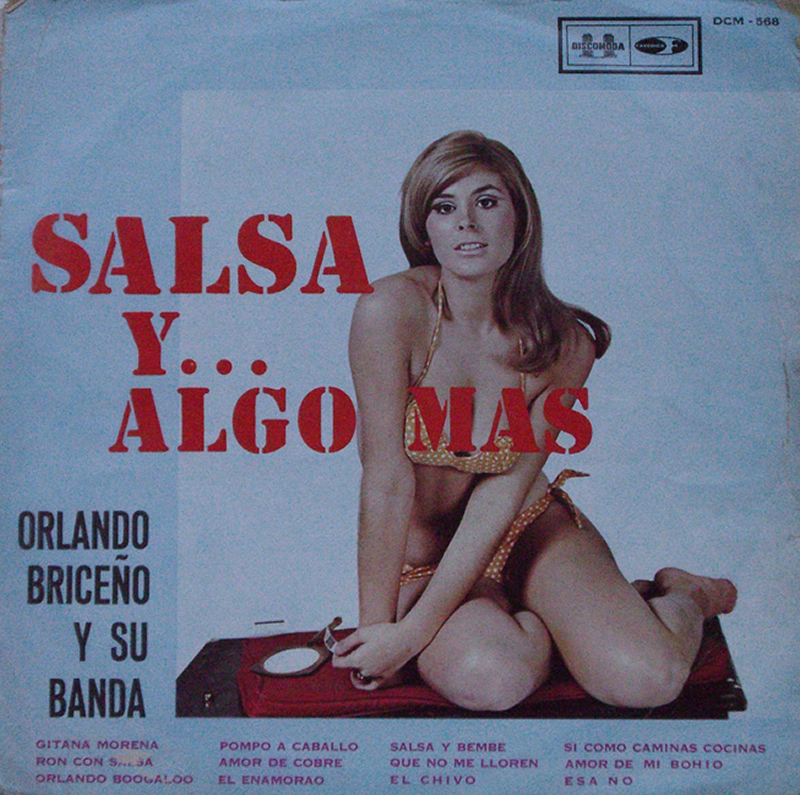 DCM - 568
DISCOMODA
SALSA
Y...
ALGO MAS
ORLANDO
BRICEÑO
Y SU
BANDA
GITANA MORENA
RON CON SALSA
ORLANDO BOOGALOO
POMPO A CABALLO
AMOR DE COBRE
EL ENAMORAO
SALSA Y BEMBE
QUE NO ME LLOREN
EL CHIVO
SI COMO CAMINAS COCINAS
AMOR DE MI BOHIO
ESA NO